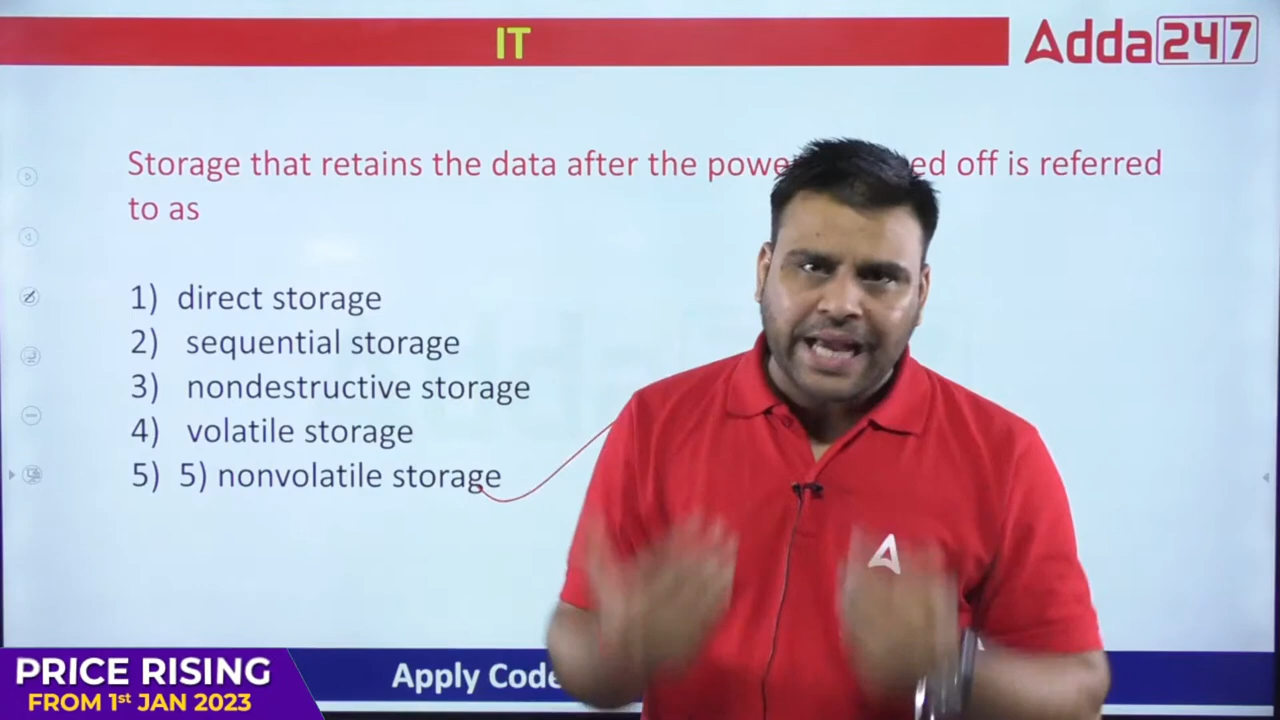 IT
Adda247
Storage that retains the data after the ed off is referred
to as
1) direct storage
2) sequential storage
3) nondestructive storage
4) volatile storage
5) 5) nonvolatile storage
PRICE RISING
FROM 1st JAN 2023
Apply Code